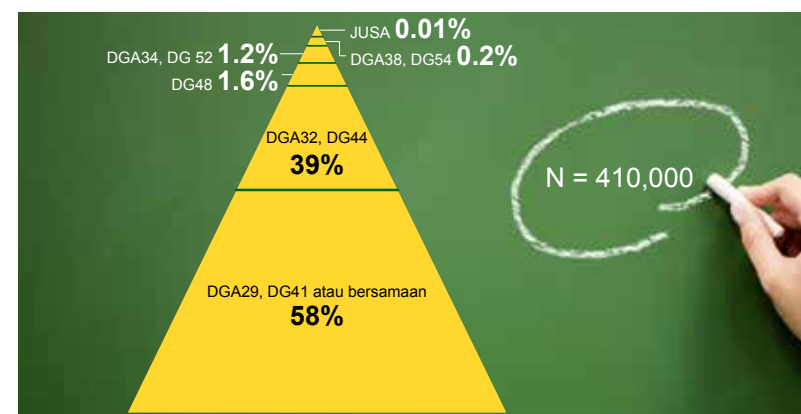 JUSA 0.01%
DGA38, DG54 0.2%
DGA34, DG 52 1.2%
DG48 1.6%
DGA32, DG44
39%
N = 410,000
DGA29, DG41 atau bersamaan
58%